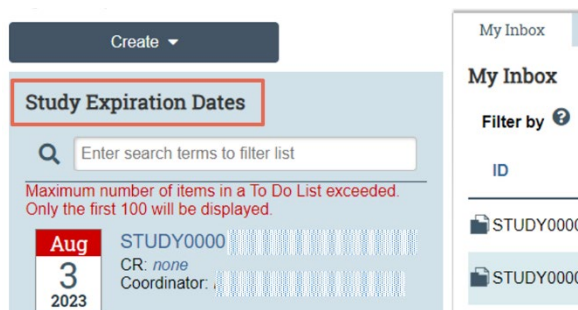 Create
Study Expiration Dates
Enter search terms to filter list
Maximum number of items in a To Do List exceeded.
Only the first 100 will be displayed.
Aug
3
2023
STUDY0000
CR: none
Coordinator:
My Inbox
My Inbox
Filter by ?
ID
STUDY0000
STUDY0000